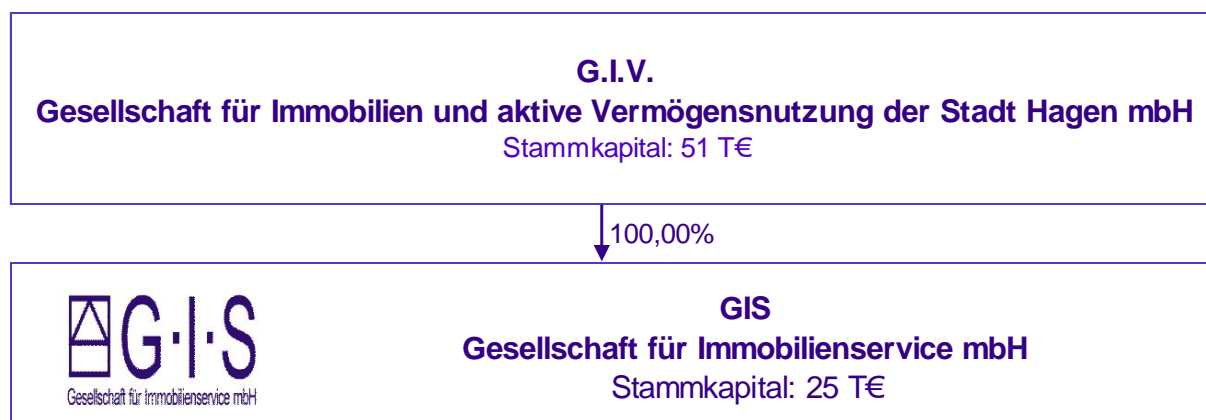 G.I.V.
Gesellschaft für Immobilien und aktive Vermögensnutzung der Stadt Hagen mbH
Stammkapital: 51 T€
100,00%
G·I·S
Gesellschaft für Immobilienservice mbH
GIS
Gesellschaft für Immobilienservice mbH
Stammkapital: 25 T€